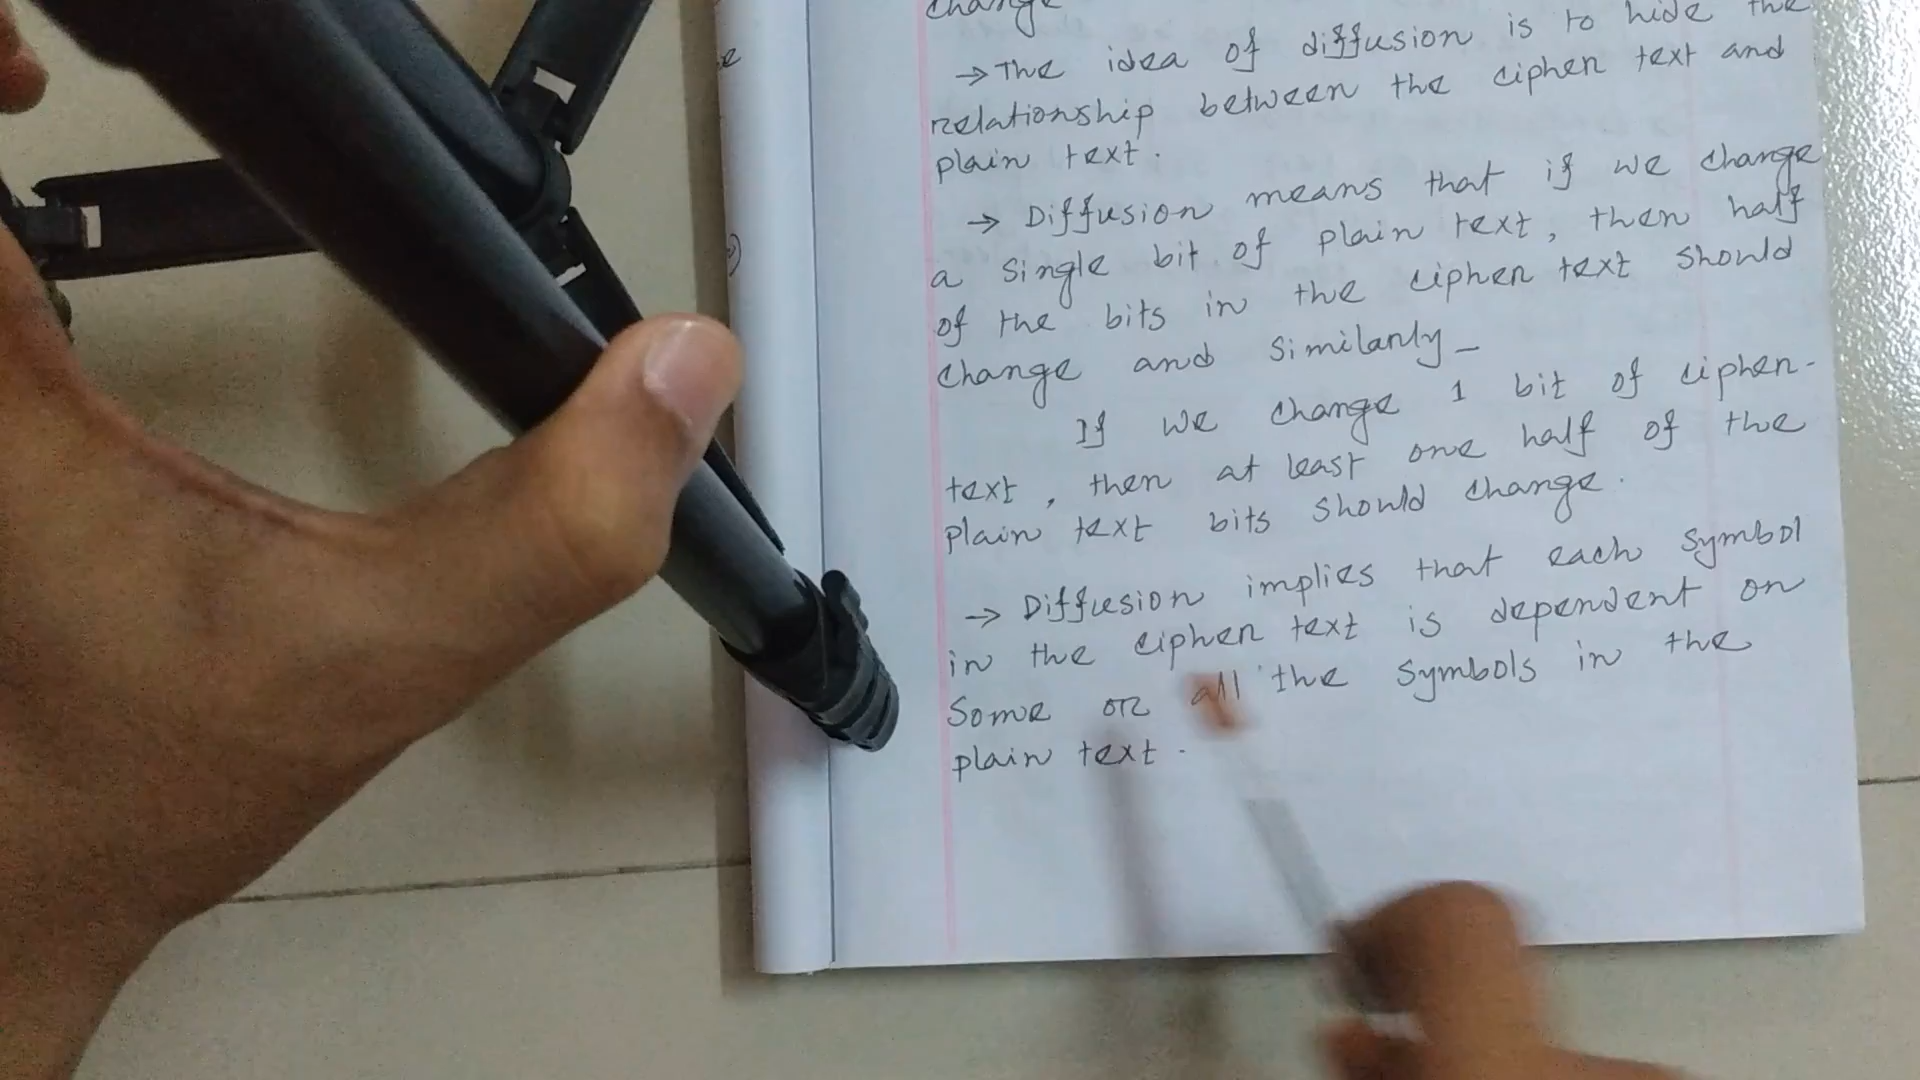 change
→ The idea of diffusion is to hide the
relationship between the cipher text and
plain text.
→ Diffusion means that if we change
a single bit of plain text, then half
of the bits in the cipher text should
change and similarly -
If we change 1 bit of cipher-
text, then at least one half of the
plain text bits should change.
→ Diffusion implies that each symbol
in the cipher text is dependent on
some or all the symbols in the
plain text.